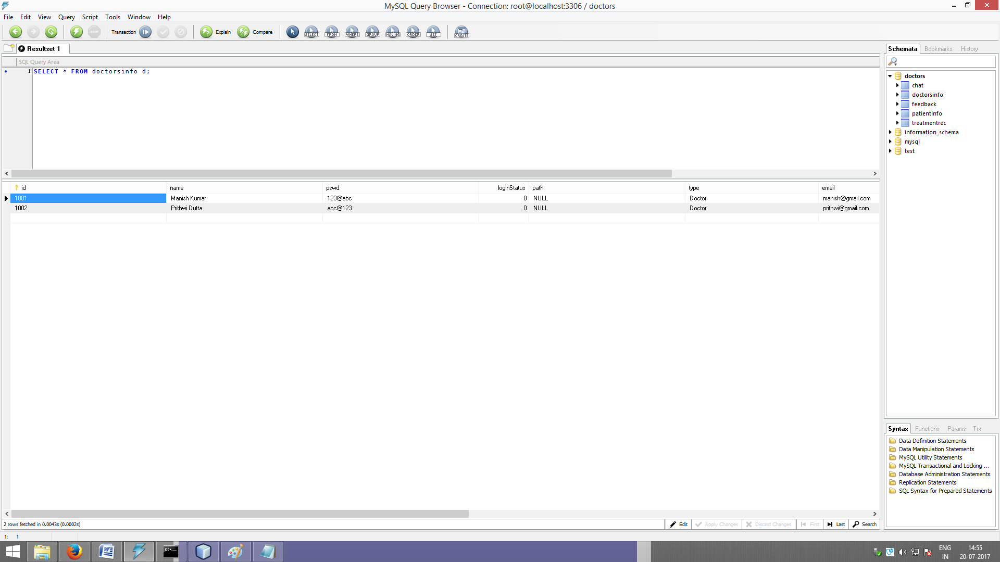 MySQL Query Browser - Connection: root@localhost:3306 / doctors
File Edit View Query Script Tools Window Help
Transaction Explain Compare SELECT FROM WHERE GROUP HAVING ORDER SET CREATE
STOP
Resultset 1
SQL Query Area
1 SELECT * FROM doctorsinfo d;
id name pswd loginStatus path type email
1001 Manish Kumar 123@abc 0 NULL Doctor manish@gmail.com
1002 Prithwi Dutta abc@123 0 NULL Doctor prithwi@gmail.com
2 rows fetched in 0.0043s (0.0002s)
Edit Apply Changes Discard Changes First Last Search
1: 1
Schemata Bookmarks History
doctors
chat
doctorsinfo
feedback
patientinfo
treatmentrec
information_schema
mysql
test
Syntax Functions Params Trx
Data Definition Statements
Data Manipulation Statements
MySQL Utility Statements
MySQL Transactional and Locking ...
Database Administration Statements
Replication Statements
SQL Syntax for Prepared Statements
C:\
ENG
IN
14:55
20-07-2017